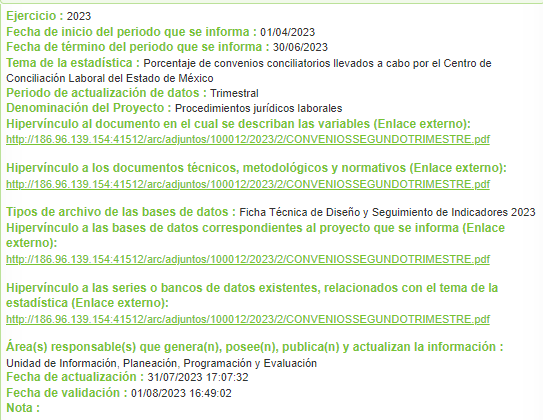 Ejercicio : 2023
Fecha de inicio del periodo que se informa : 01/04/2023
Fecha de término del periodo que se informa : 30/06/2023
Tema de la estadística : Porcentaje de convenios conciliatorios llevados a cabo por el Centro de
Conciliación Laboral del Estado de México
Periodo de actualización de datos : Trimestral
Denominación del Proyecto : Procedimientos jurídicos laborales
Hipervínculo al documento en el cual se describan las variables (Enlace externo):
http://186.96.139.154:41512/arc/adjuntos/100012/2023/2/CONVENIOSSEGUNDOTRIMESTRE.pdf
Hipervínculo a los documentos técnicos, metodológicos y normativos (Enlace externo):
http://186.96.139.154:41512/arc/adjuntos/100012/2023/2/CONVENIOSSEGUNDOTRIMESTRE.pdf
Tipos de archivo de las bases de datos : Ficha Técnica de Diseño y Seguimiento de Indicadores 2023
Hipervínculo a las bases de datos correspondientes al proyecto que se informa (Enlace
externo):
http://186.96.139.154:41512/arc/adjuntos/100012/2023/2/CONVENIOSSEGUNDOTRIMESTRE.pdf
Hipervínculo a las series o bancos de datos existentes, relacionados con el tema de la
estadística (Enlace externo):
http://186.96.139.154:41512/arc/adjuntos/100012/2023/2/CONVENIOSSEGUNDOTRIMESTRE.pdf
Área(s) responsable(s) que genera(n), posee(n), publica(n) y actualizan la información :
Unidad de Información, Planeación, Programación y Evaluación
Fecha de actualización : 31/07/2023 17:07:32
Fecha de validación : 01/08/2023 16:49:02
Nota :